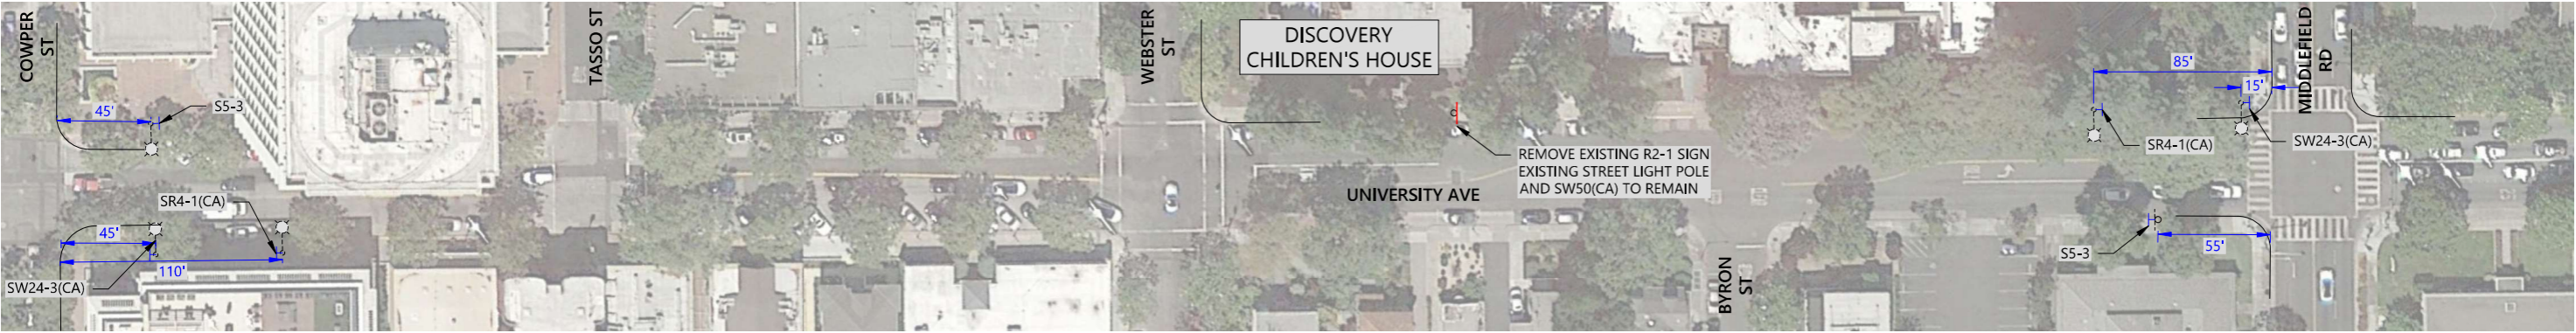 COWPER
ST
TASSO ST
WEBSTER
ST
DISCOVERY
CHILDREN'S HOUSE
MIDDLEFIELD
RD
45'
S5-3
85'
15'
SR4-1(CA)
SW24-3(CA)
REMOVE EXISTING R2-1 SIGN
EXISTING STREET LIGHT POLE
AND SW50(CA) TO REMAIN
UNIVERSITY AVE
SR4-1(CA)
45'
110'
SW24-3(CA)
BYRON
ST
S5-3
55'